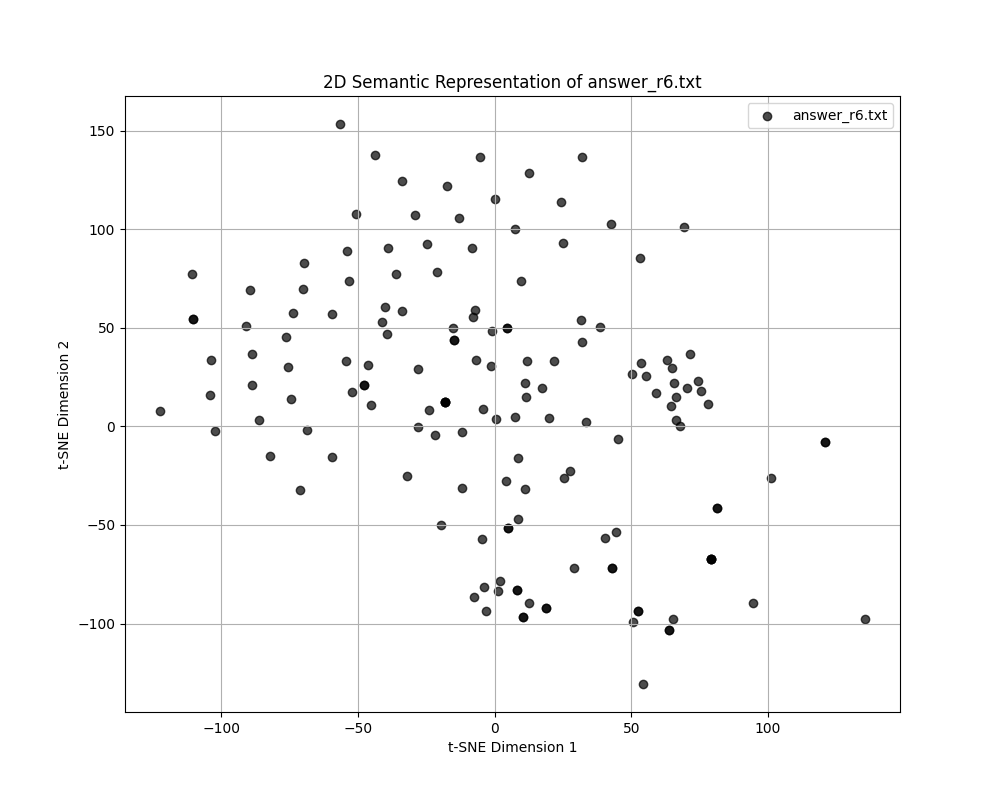 2D Semantic Representation of answer_r6.txt
answer_r6.txt
150
100
50
0
−50
−100
t-SNE Dimension 2
−100
−50
0
50
100
t-SNE Dimension 1